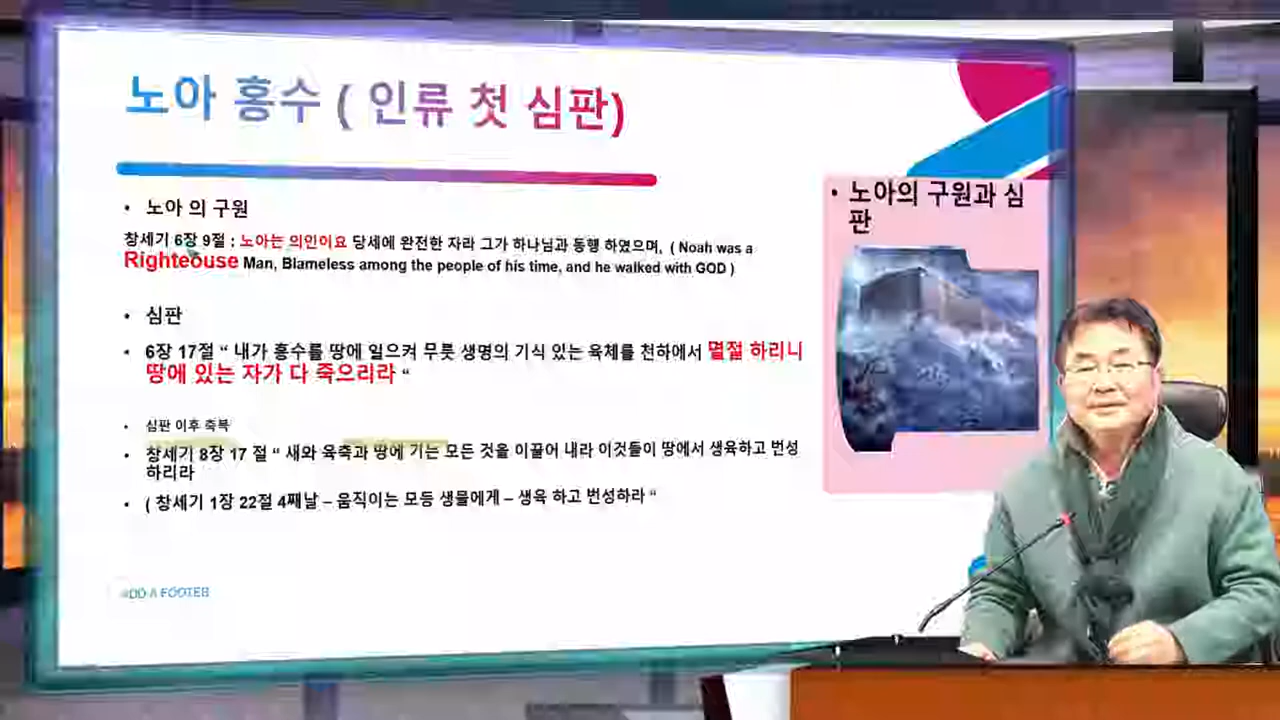 노아 홍수 ( 인류 첫 심판)
• 노아 의 구원
창세기 6장 9절 : 노아는 의인이요 당세에 완전한 자라 그가 하나님과 동행 하였으며, ( Noah was a
Righteouse Man, Blameless among the people of his time, and he walked with GOD )
• 심판
• 6장 17절 “ 내가 홍수를 땅에 일으켜 무릇 생명의 기식 있는 육체를 천하에서 멸절 하리니
땅에 있는 자가 다 죽으리라 “
• 심판 이후 축복
• 창세기 8장 17 절 “ 새와 육축과 땅에 기는 모든 것을 이끌어 내라 이것들이 땅에서 생육하고 번성
하리라
• ( 창세기 1장 22절 4째날 – 움직이는 모등 생물에게 – 생육 하고 번성하라 “
• 노아의 구원과 심
판
ADD A FOOTER